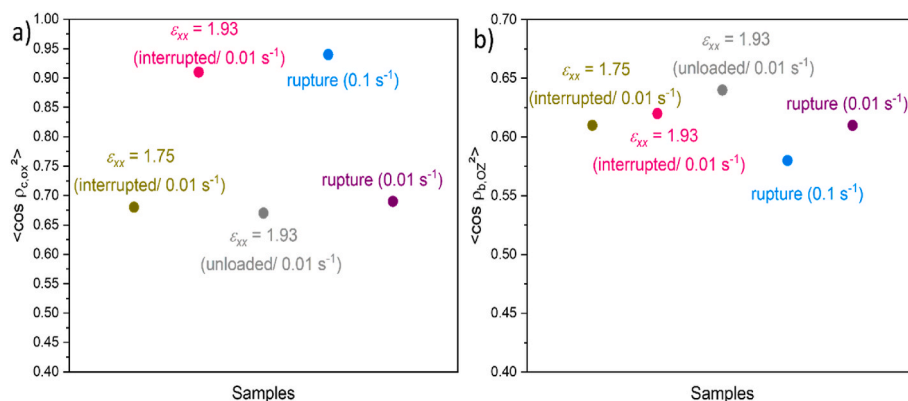 a)
<cos ρc,ox²>
1.00
0.95
0.90
0.85
0.80
0.75
0.70
0.65
0.60
0.55
0.50
0.45
0.40
εxx = 1.93
(interrupted/ 0.01 s⁻¹)
rupture (0.1 s⁻¹)
εxx = 1.75
(interrupted/ 0.01 s⁻¹)
rupture (0.01 s⁻¹)
εxx = 1.93
(unloaded/ 0.01 s⁻¹)
Samples
b)
<cos ρb,OZ²>
0.70
0.65
0.60
0.55
0.50
0.45
0.40
εxx = 1.93
(unloaded/ 0.01 s⁻¹)
εxx = 1.75
(interrupted/ 0.01 s⁻¹)
rupture (0.01 s⁻¹)
εxx = 1.93
(interrupted/ 0.01 s⁻¹)
rupture (0.1 s⁻¹)
Samples